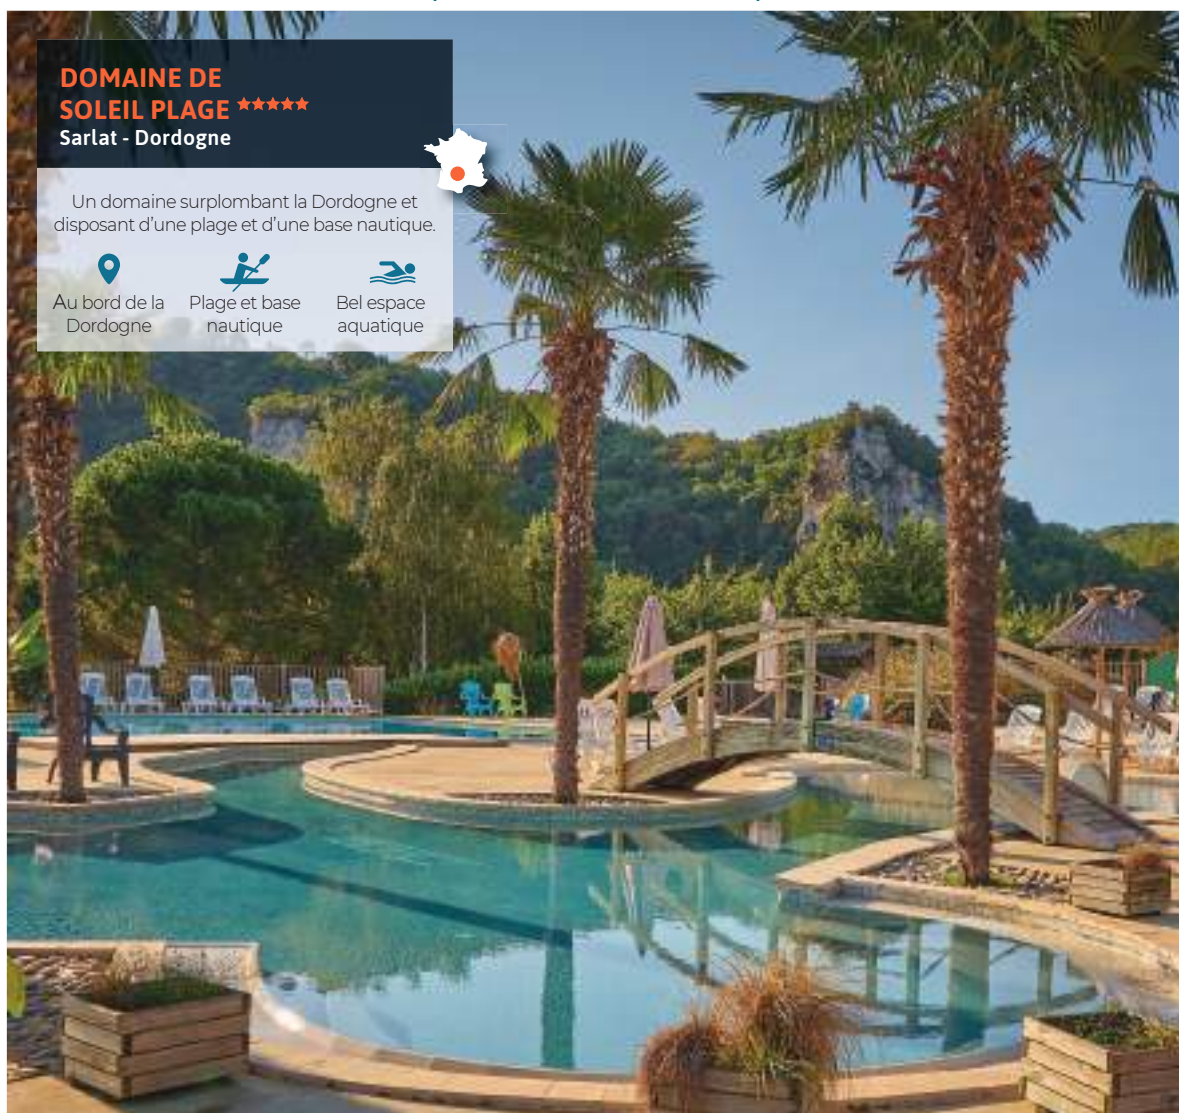 DOMAINE DE
SOLEIL PLAGE ★★★★★
Sarlat - Dordogne
Un domaine surplombant la Dordogne et
disposant d'une plage et d'une base nautique.
Au bord de la
Dordogne
Plage et base
nautique
Bel espace
aquatique